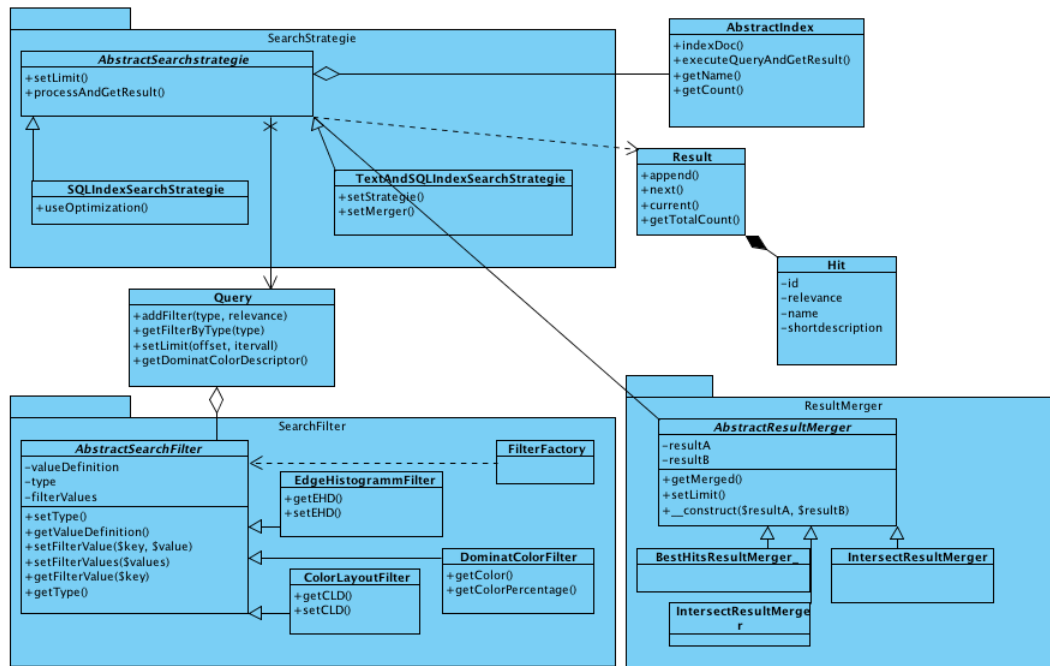 SearchStrategie
AbstractSearchstrategie
+setLimit()
+processAndGetResult()
AbstractIndex
+indexDoc()
+executeQueryAndGetResult()
+getName()
+getCount()
SQLIndexSearchStrategie
+useOptimization()
TextAndSQLIndexSearchStrategie
+setStrategie()
+setMerger()
Result
+append()
+next()
+current()
+getTotalCount()
Hit
-id
-relevance
-name
-shortdescription
Query
+addFilter(type, relevance)
+getFilterByType(type)
+setLimit(offset, itervall)
+getDominatColorDescriptor()
SearchFilter
AbstractSearchFilter
-valueDefinition
-type
-filterValues
+setType()
+getValueDefinition()
+setFilterValue($key, $value)
+setFilterValues($values)
+getFilterValue($key)
+getType()
FilterFactory
EdgeHistogrammFilter
+getEHD()
+setEHD()
DominatColorFilter
+getColor()
+getColorPercentage()
ColorLayoutFilter
+getCLD()
+setCLD()
ResultMerger
AbstractResultMerger
-resultA
-resultB
+getMerged()
+setLimit()
+__construct($resultA, $resultB)
BestHitsResultMerger_
IntersectResultMerger
IntersectResultMerge
r